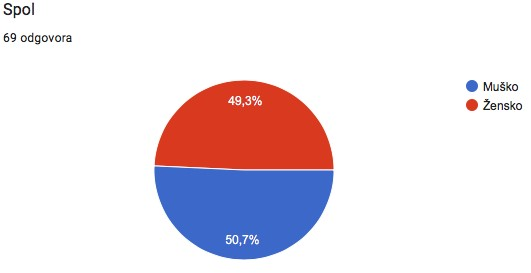 Spol
69 odgovora
49,3%
50,7%
Muško
Žensko